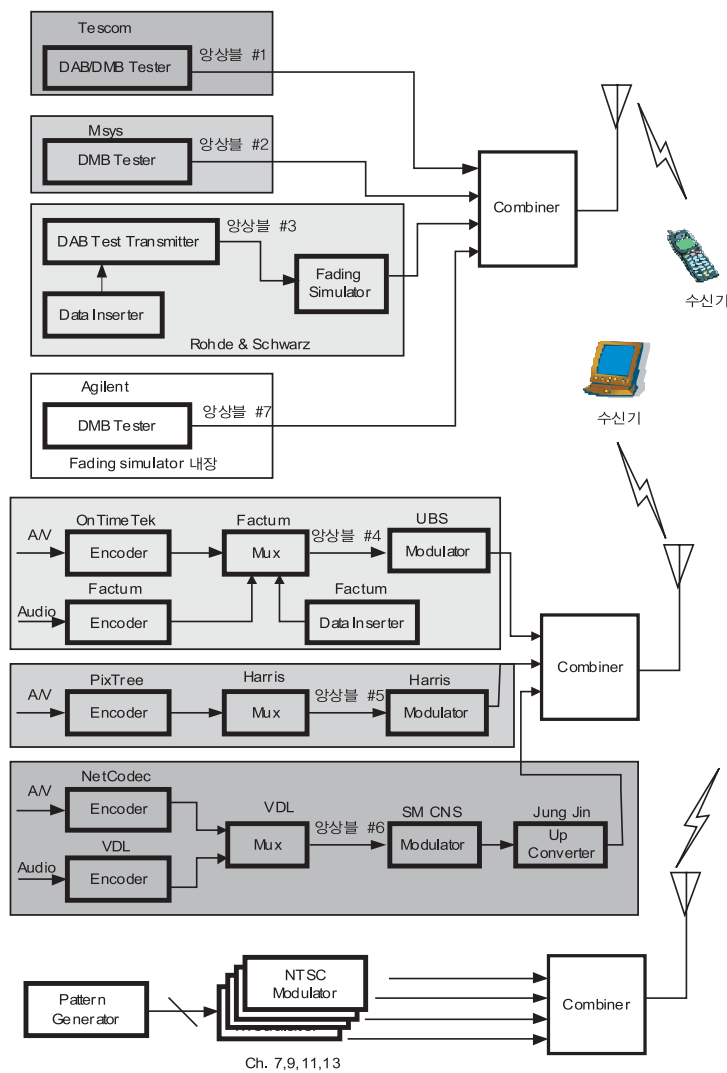 Tescom
DAB/DMB Tester
앙상블 #1
Msys
DMB Tester
앙상블 #2
Combiner
DAB Test Transmitter
앙상블 #3
Fading
Simulator
Data Inserter
Rohde & Schwarz
수신기
Agilent
DMB Tester
앙상블 #7
Fading simulator 내장
수신기
OnTimeTek
Factum
UBS
A/V
Encoder
Mux
앙상블 #4
Modulator
Factum
Factum
Audio
Encoder
Data Inserter
Combiner
PixTree
Harris
Harris
A/V
Encoder
Mux
앙상블 #5
Modulator
NetCodec
A/V
Encoder
VDL
SM CNS
Jung Jin
VDL
Mux
앙상블 #6
Modulator
Up
Converter
Audio
Encoder
NTSC
Modulator
Pattern
Generator
Combiner
Ch. 7,9,11,13